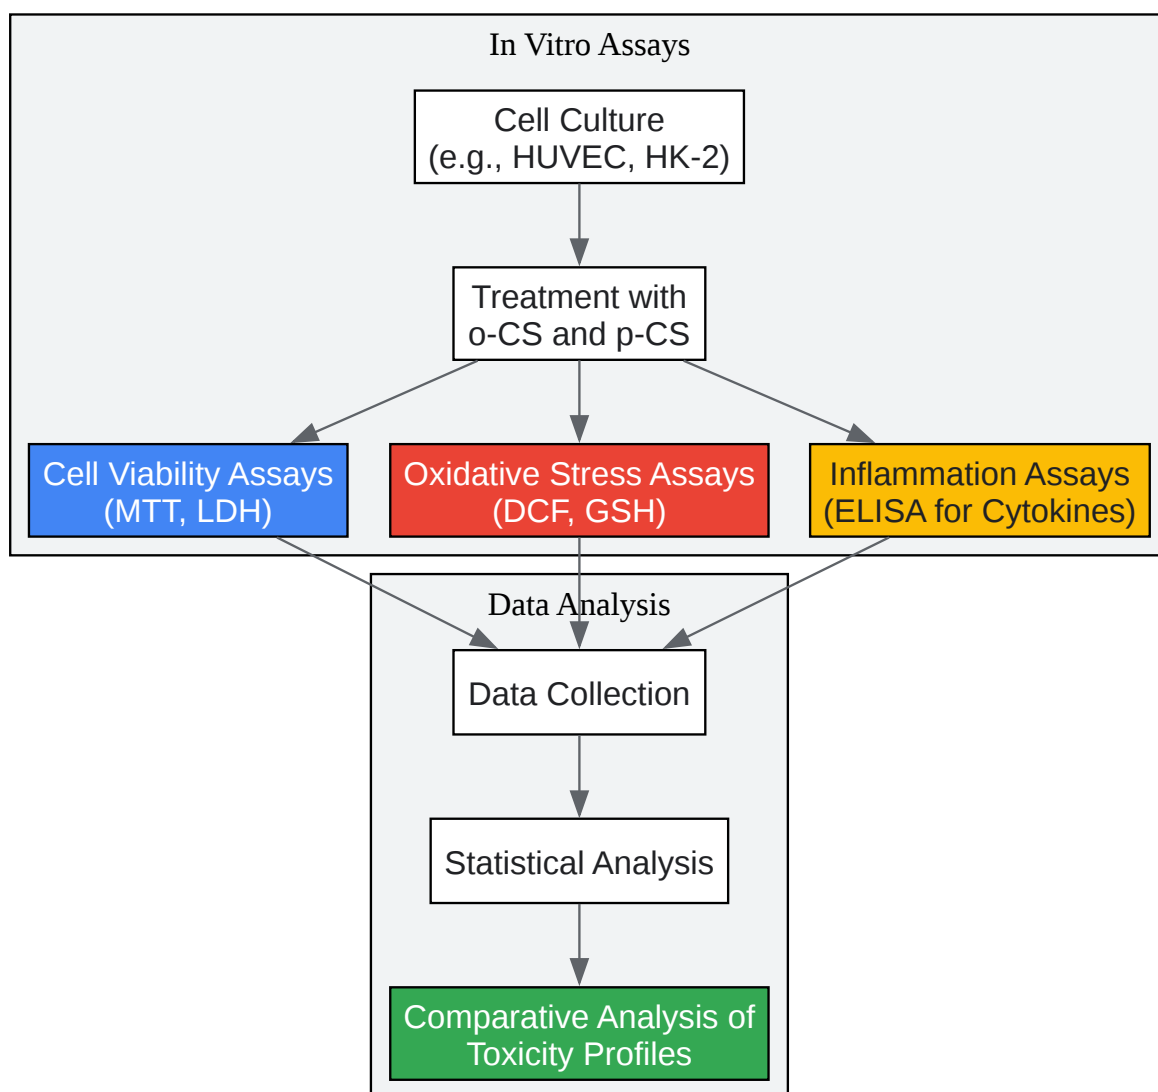 In Vitro Assays
Cell Culture
(e.g., HUVEC, HK-2)
Treatment with
o-CS and p-CS
Cell Viability Assays
(MTT, LDH)
Oxidative Stress Assays
(DCF, GSH)
Inflammation Assays
(ELISA for Cytokines)
Data Analysis
Data Collection
Statistical Analysis
Comparative Analysis of
Toxicity Profiles